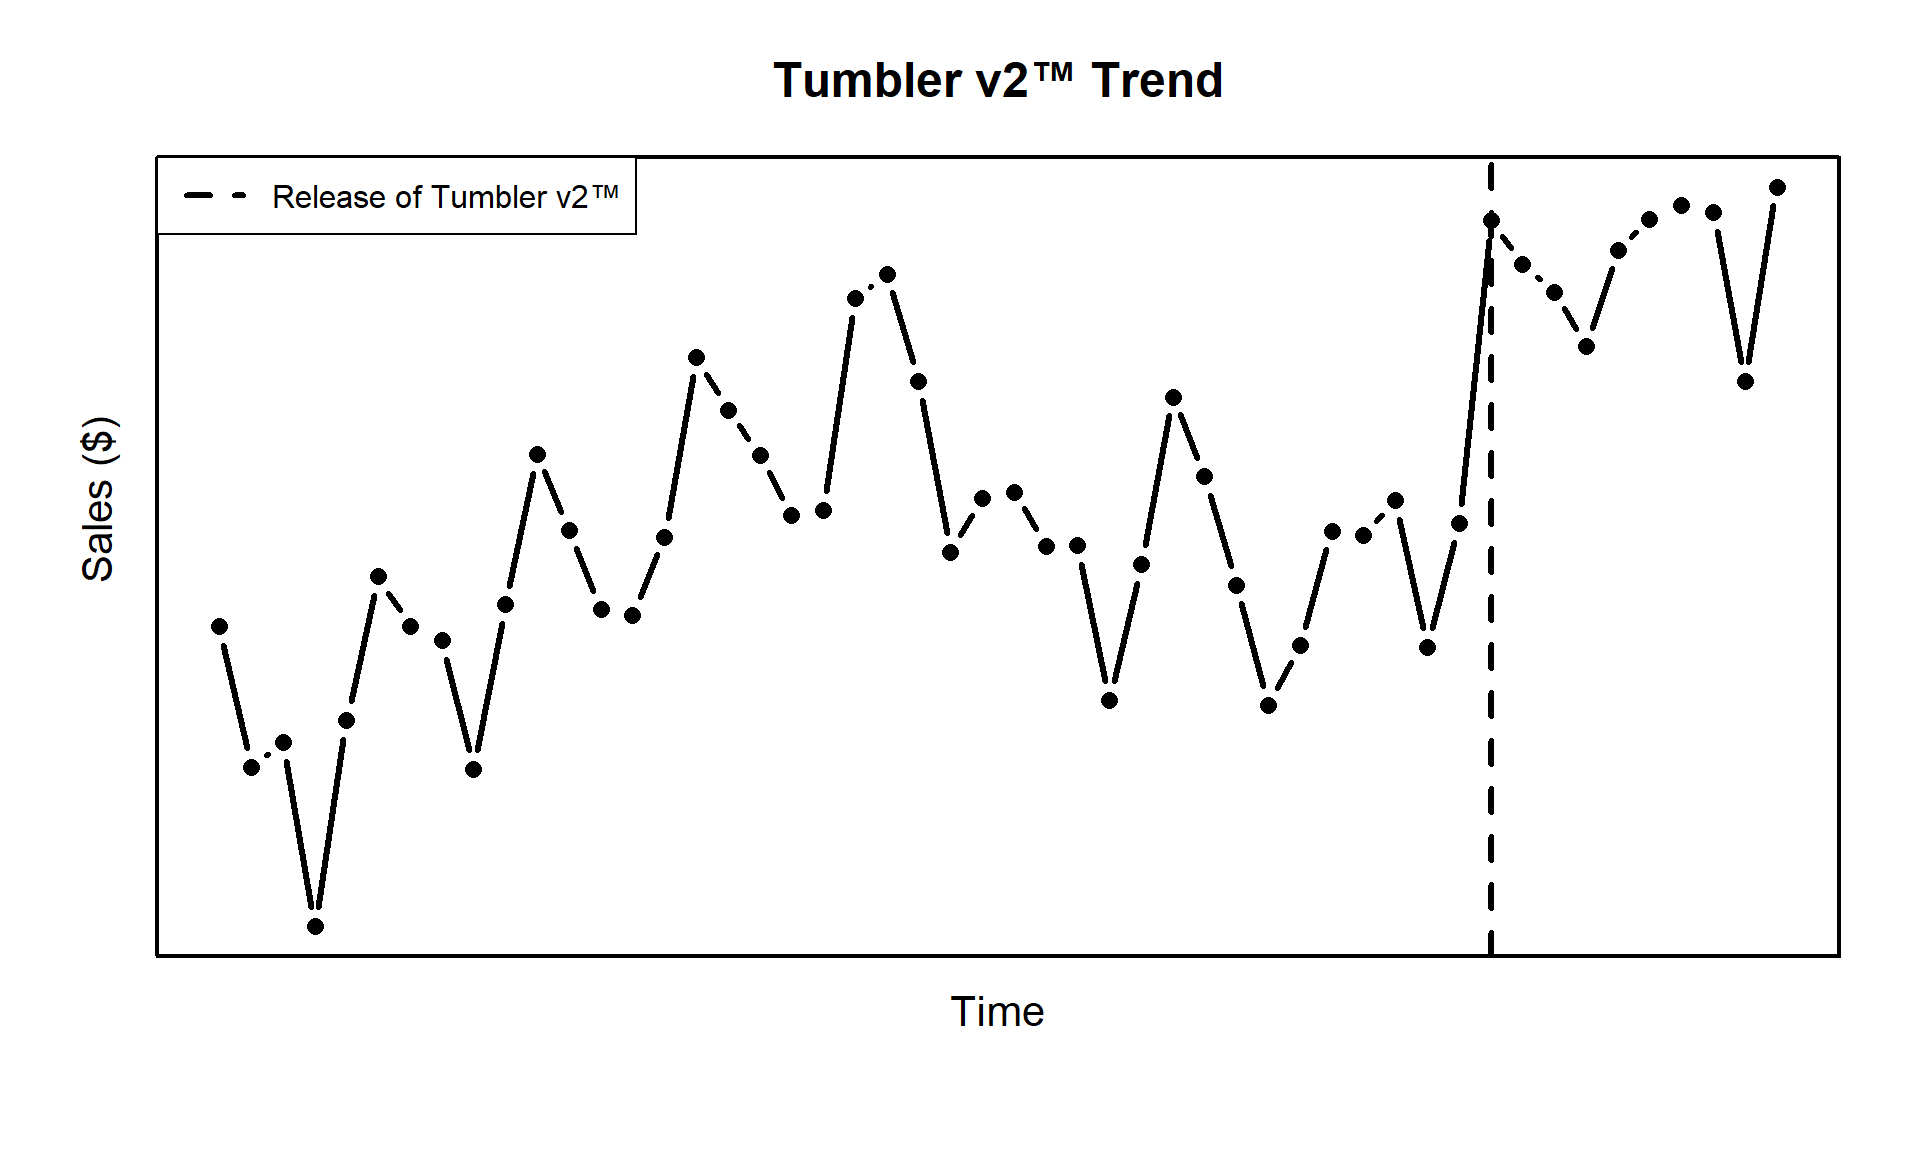 Tumbler v2™ Trend
Release of Tumbler v2™
Sales ($)
Time